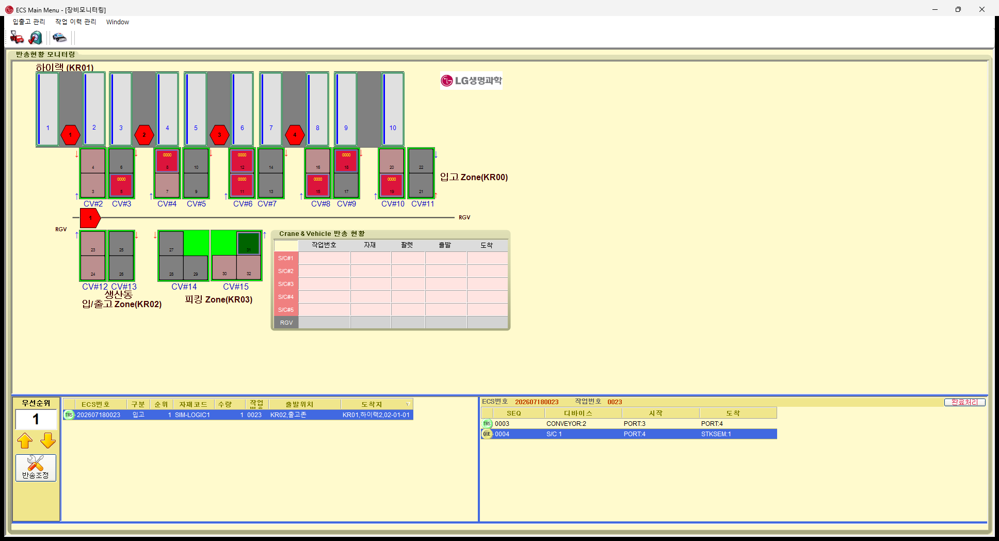 ECS Main Menu - [장비모니터링]
입출고 관리 작업 이력 관리 Window
반송현황 모니터링
하이랙 (KR01)
LG생명과학
1 1 2 3 2 4 5 3 6 7 4 8 9 10
0000 0000 0000
4 6 8 10 12 14 16 18 20 22
입고 Zone(KR00)
0000 0000 0000 0000
3 5 7 9 11 13 15 17 19 21
CV#2 CV#3 CV#4 CV#5 CV#6 CV#7 CV#8 CV#9 CV#10 CV#11
1 RGV
RGV
23 25 27 31
24 26 28 29 30 32
CV#12 CV#13 CV#14 CV#15
생산동
입/출고 Zone(KR02)
피킹 Zone(KR03)
Crane & Vehicle 반송 현황
작업번호 자재 팔렛 출발 도착
S/C#1
S/C#2
S/C#3
S/C#4
S/C#5
RGV
우선순위
1
반송조정
ECS번호 구분 순위 자재코드 수량 작업 출발위치 도착지
TRS 202607180023 입고 1 SIM-LOGIC1 1 0023 KR02,출고존 KR01,하이랙2,02-01-01
ECS번호 202607180023 작업번호 0023 완료처리
SEQ 디바이스 시작 도착
TRS 0003 CONVEYOR:2 PORT:3 PORT:4
QUE 0004 S/C 1 PORT:4 STKSEM:1